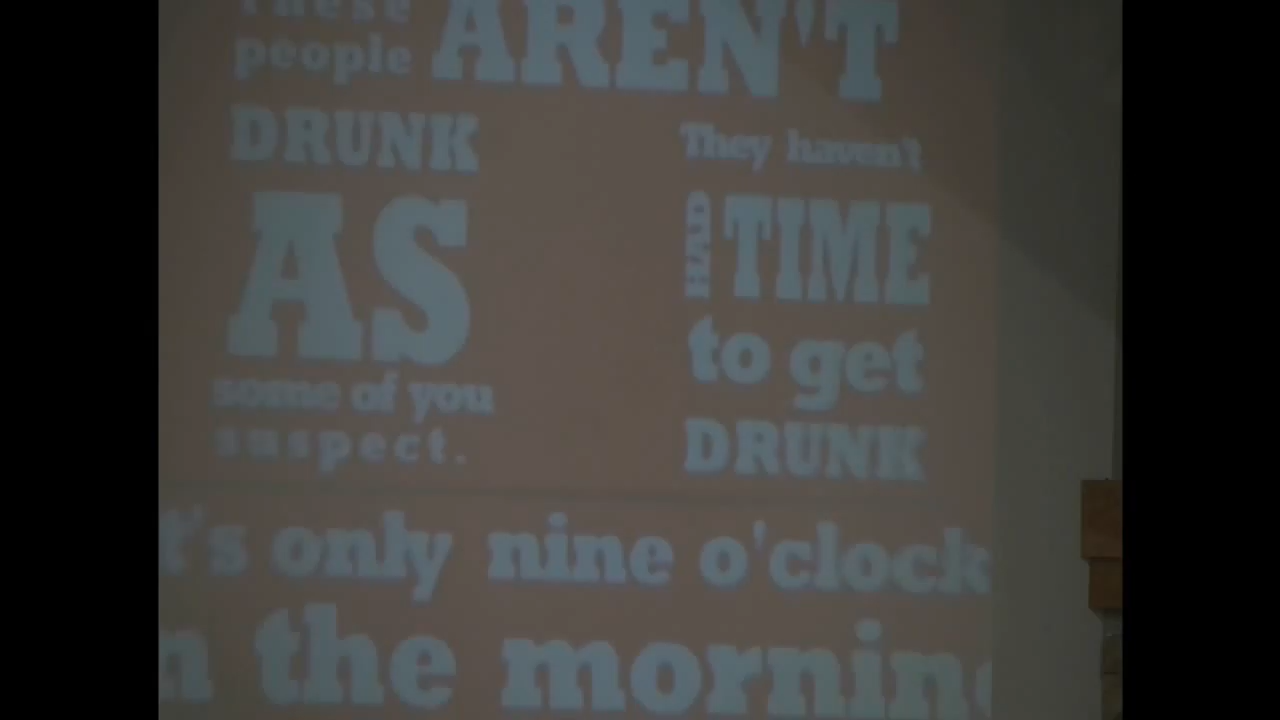 These
people AREN'T
DRUNK
AS
some of you
suspect.
They haven't
HAD TIME
to get
DRUNK
t's only nine o'clock
n the mornin